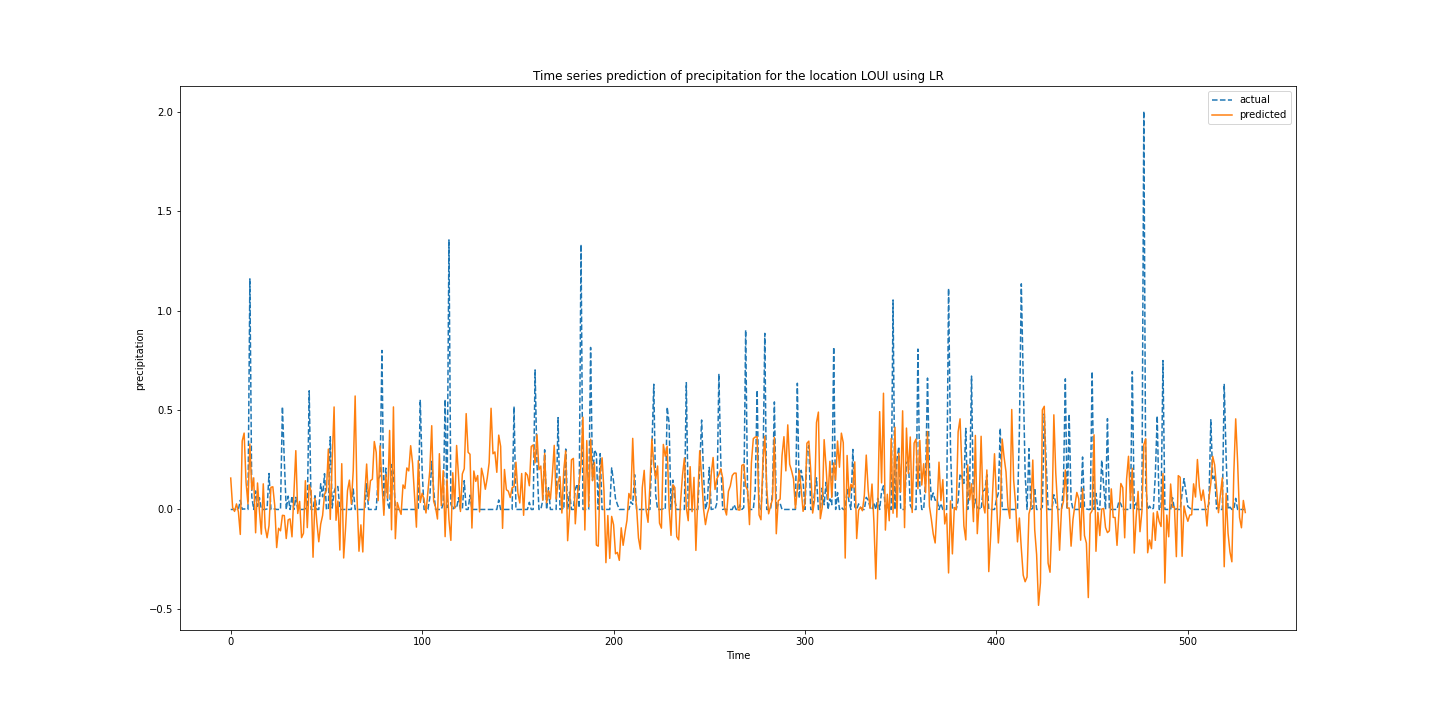 Time series prediction of precipitation for the location LOUI using LR
actual
predicted
2.0
1.5
1.0
0.5
0.0
−0.5
precipitation
0 100 200 300 400 500
Time